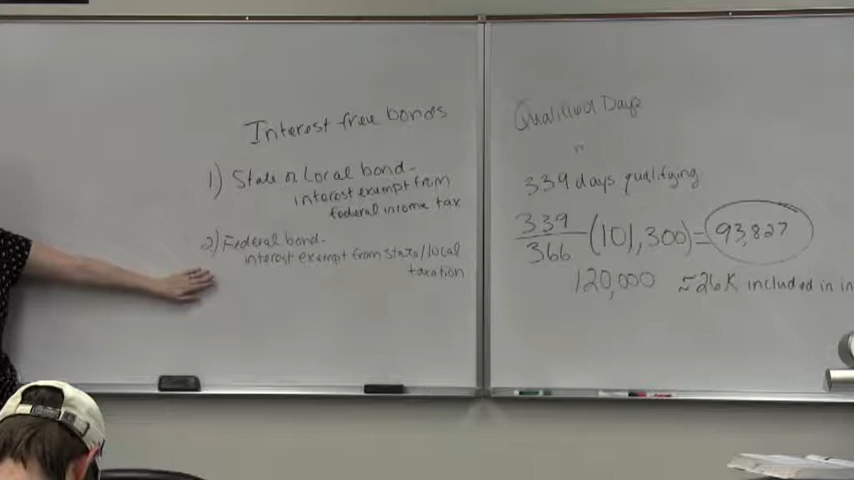 Interest free bonds
1) State or Local bond-
interest exempt from
federal income tax
2) Federal bond-
interest exempt from state/local
taxation
Qualified Days
339 days qualifying
339
366
(101,300) = 93,827
120,000 ≈26K included in in